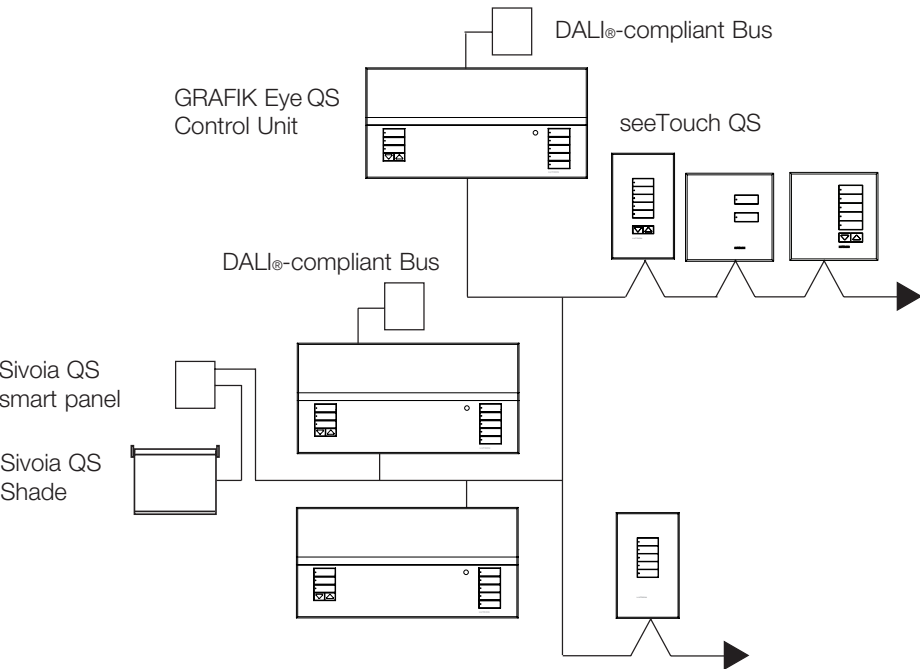 DALI®-compliant Bus
GRAFIK Eye QS
Control Unit
seeTouch QS
DALI®-compliant Bus
Sivoia QS
smart panel
Sivoia QS
Shade